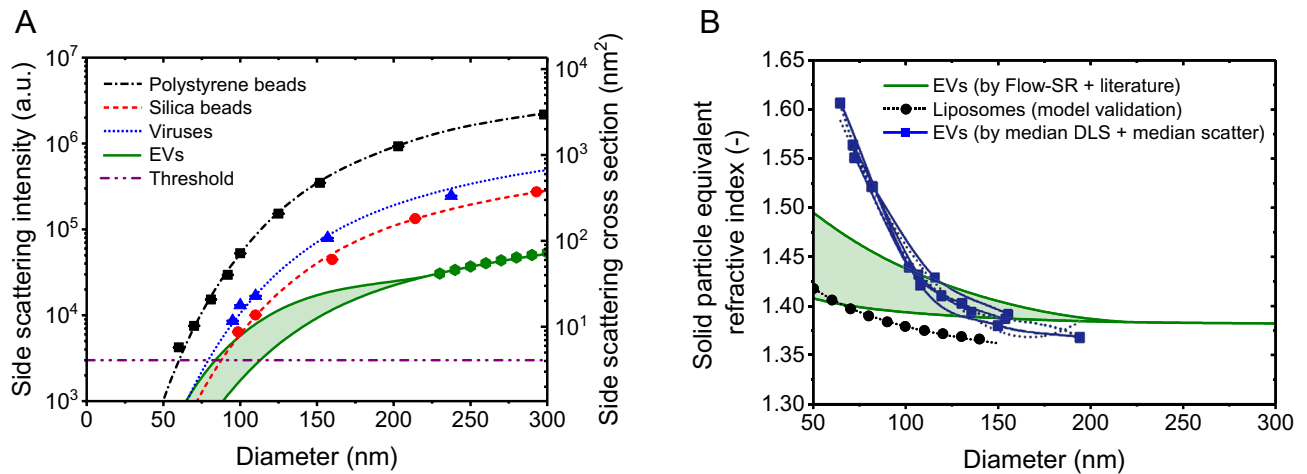 A
Side scattering intensity (a.u.)
10^7
10^6
10^5
10^4
10^3
Polystyrene beads
Silica beads
Viruses
EVs
Threshold
10^4
10^3
10^2
10^1
Side scattering cross section (nm^2)
0 50 100 150 200 250 300
Diameter (nm)
B
Solid particle equivalent
refractive index (-)
1.65
1.60
1.55
1.50
1.45
1.40
1.35
1.30
EVs (by Flow-SR + literature)
Liposomes (model validation)
EVs (by median DLS + median scatter)
50 100 150 200 250 300
Diameter (nm)